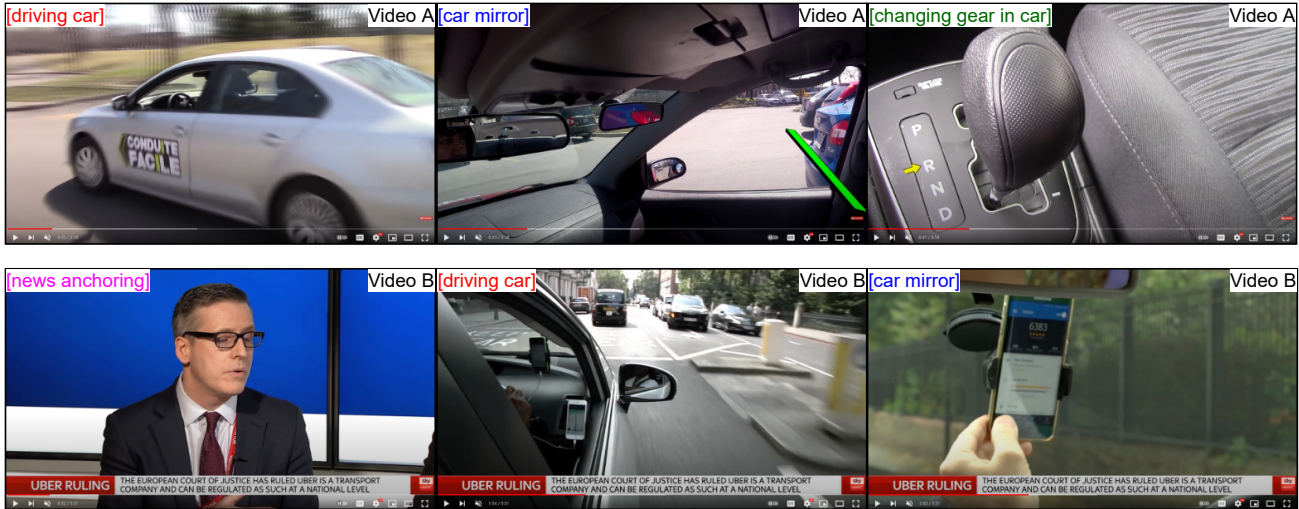 [driving car]
Video A
[car mirror]
Video A
[changing gear in car]
Video A
CONDUITE
FACILE
P
R
N
D
[news anchoring]
Video B
[driving car]
Video B
[car mirror]
Video B
6383
UBER RULING
THE EUROPEAN COURT OF JUSTICE HAS RULED UBER IS A TRANSPORT
COMPANY AND CAN BE REGULATED AS SUCH AT A NATIONAL LEVEL
sky
UBER RULING
THE EUROPEAN COURT OF JUSTICE HAS RULED UBER IS A TRANSPORT
COMPANY AND CAN BE REGULATED AS SUCH AT A NATIONAL LEVEL
sky
UBER RULING
THE EUROPEAN COURT OF JUSTICE HAS RULED UBER IS A TRANSPORT
COMPANY AND CAN BE REGULATED AS SUCH AT A NATIONAL LEVEL
sky